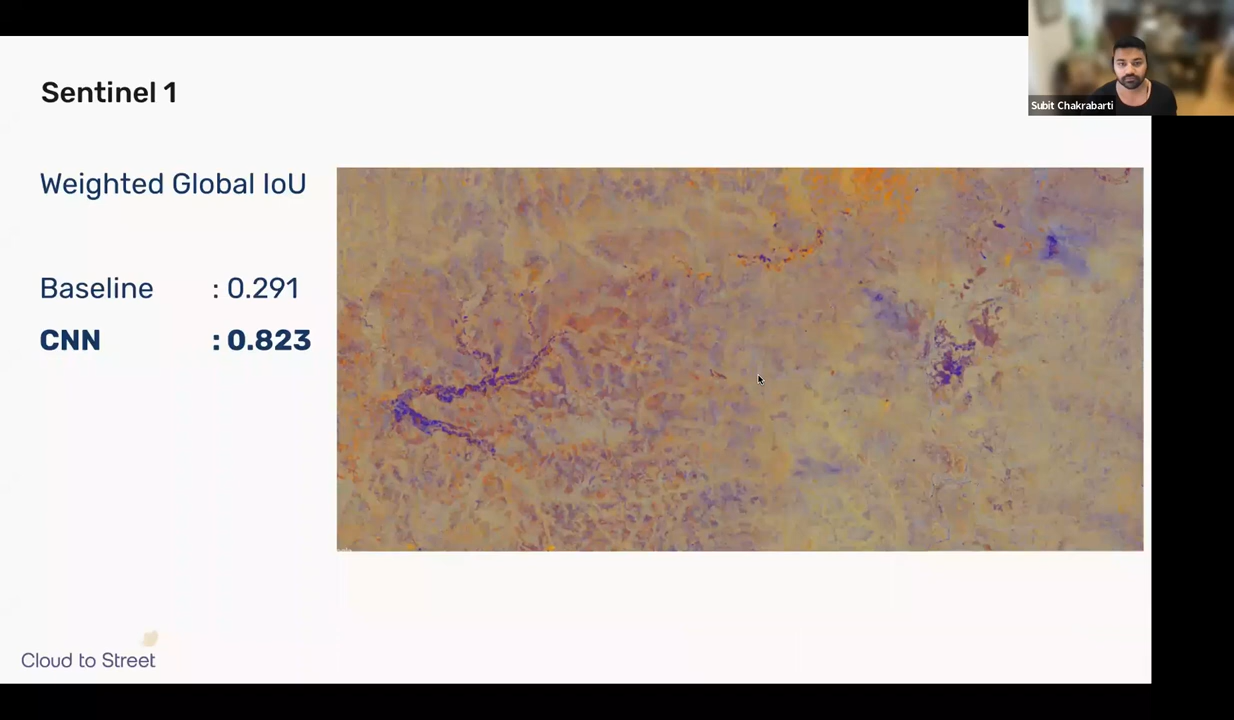 Sentinel 1
Subit Chakrabarti
Weighted Global IoU
Baseline : 0.291
CNN : 0.823
Cloud to Street